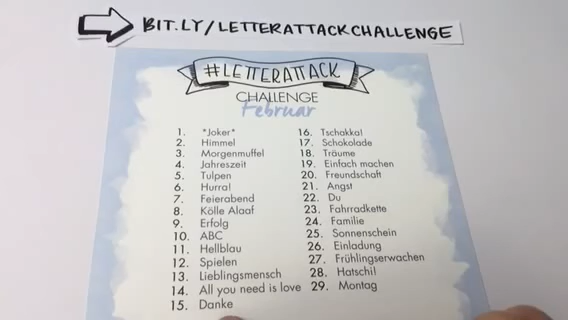 BIT.LY/LETTERATTACKCHALLENGE
#LETTERATTACK
CHALLENGE
Februar
1. *Joker*
2. Himmel
3. Morgenmuffel
4. Jahreszeit
5. Tulpen
6. Hurra!
7. Feierabend
8. Kölle Alaaf
9. Erfolg
10. ABC
11. Hellblau
12. Spielen
13. Lieblingsmensch
14. All you need is love
15. Danke
16. Tschakka!
17. Schokolade
18. Träume
19. Einfach machen
20. Freundschaft
21. Angst
22. Du
23. Fahrradkette
24. Familie
25. Sonnenschein
26. Einladung
27. Frühlingserwachen
28. Hatschi!
29. Montag